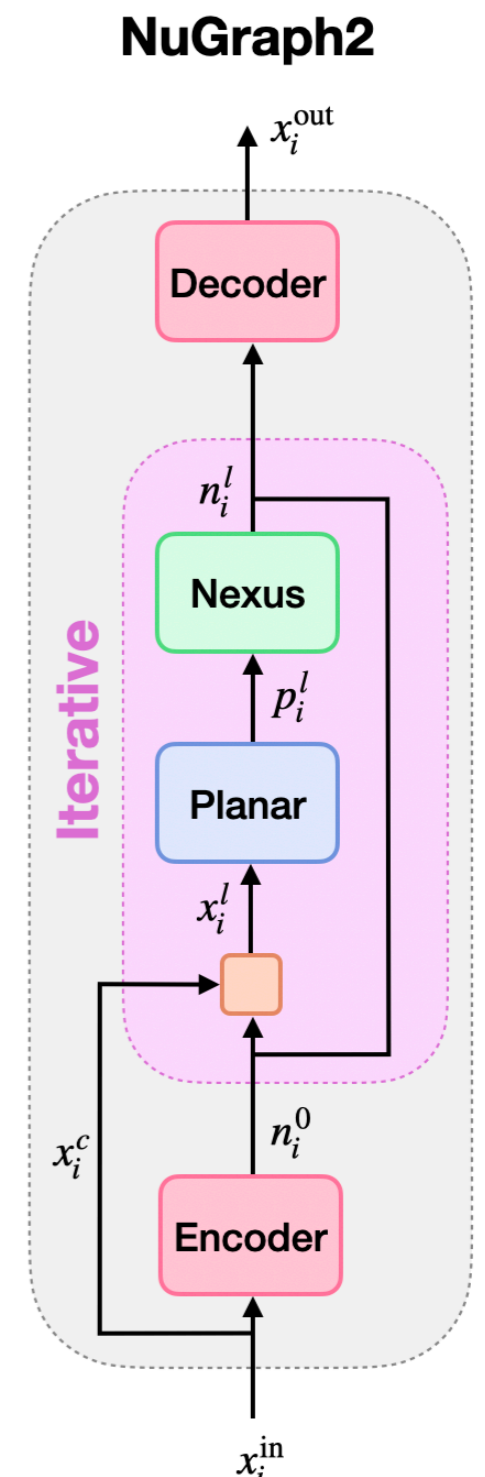 NuGraph2
x_i^out
Decoder
n_i^l
Nexus
p_i^l
Iterative
Planar
x_i^l
n_i^0
x_i^c
Encoder
x_i^in